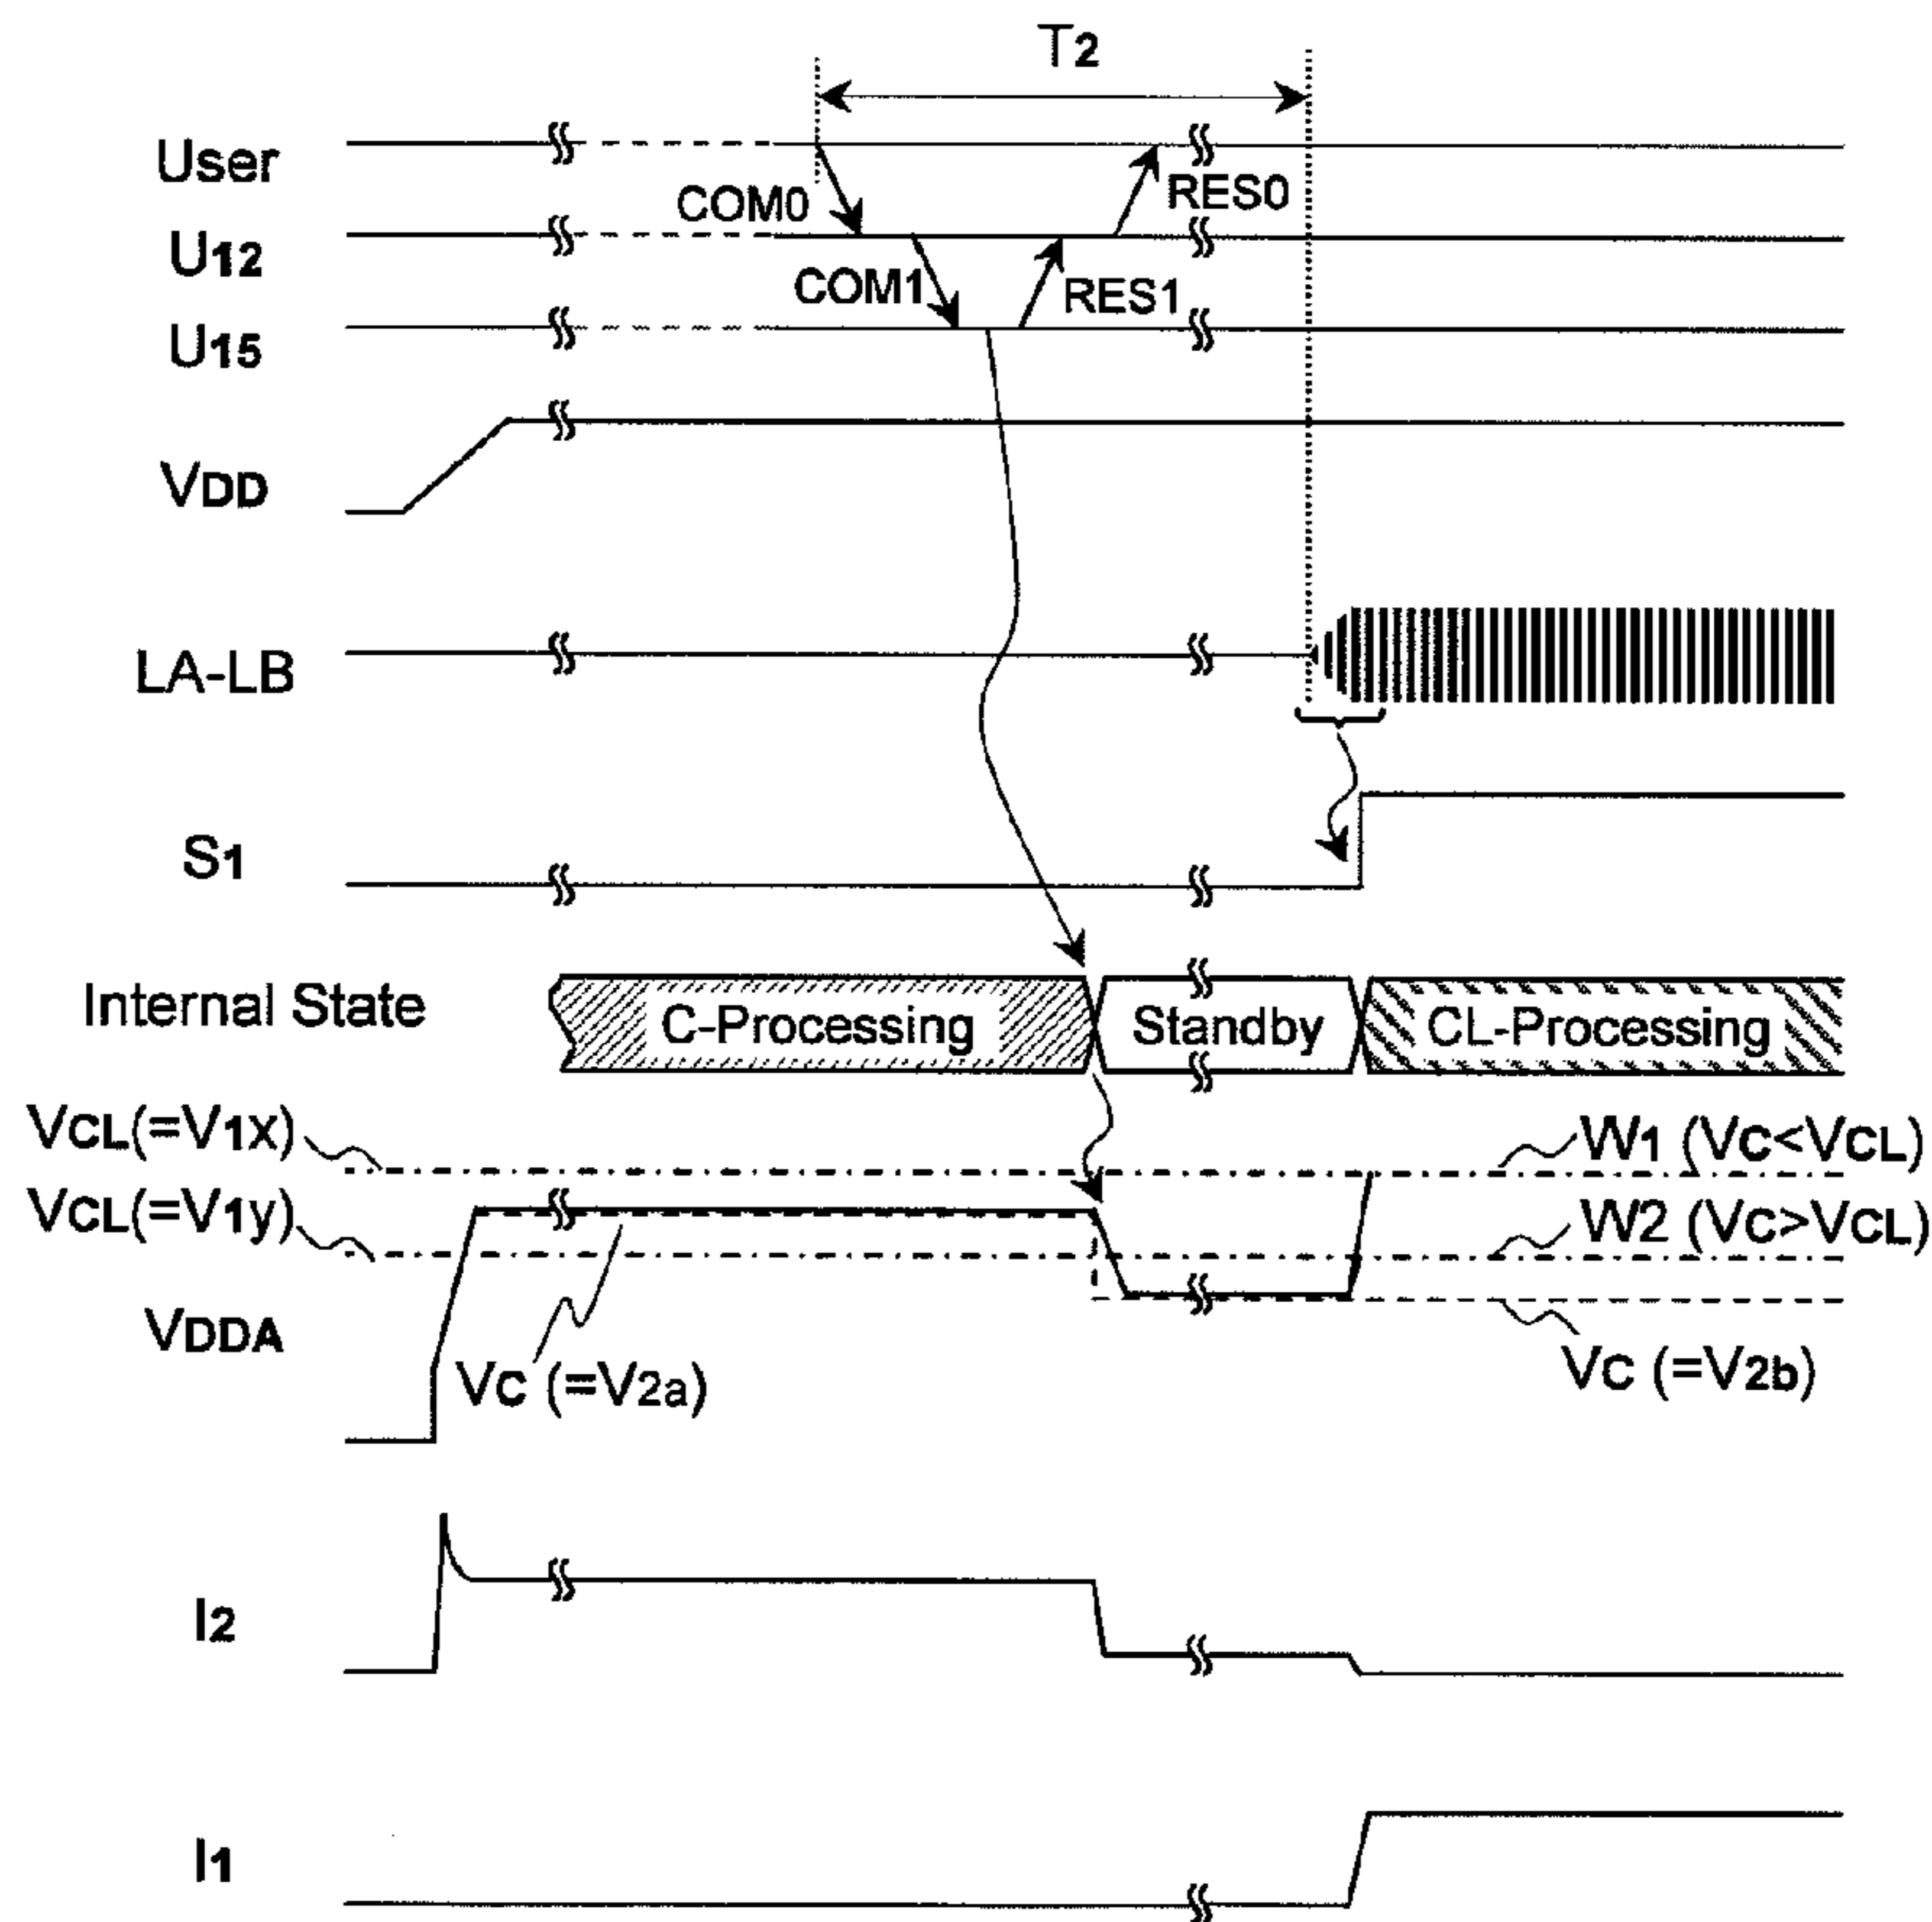 T2
User
COM0
RES0
U12
COM1
RES1
U15
VDD
LA-LB
S1
Internal State
C-Processing
Standby
CL-Processing
VCL(=V1x)
W1 (VC<VCL)
VCL(=V1y)
W2 (VC>VCL)
VDDA
VC (=V2a)
VC (=V2b)
I2
I1